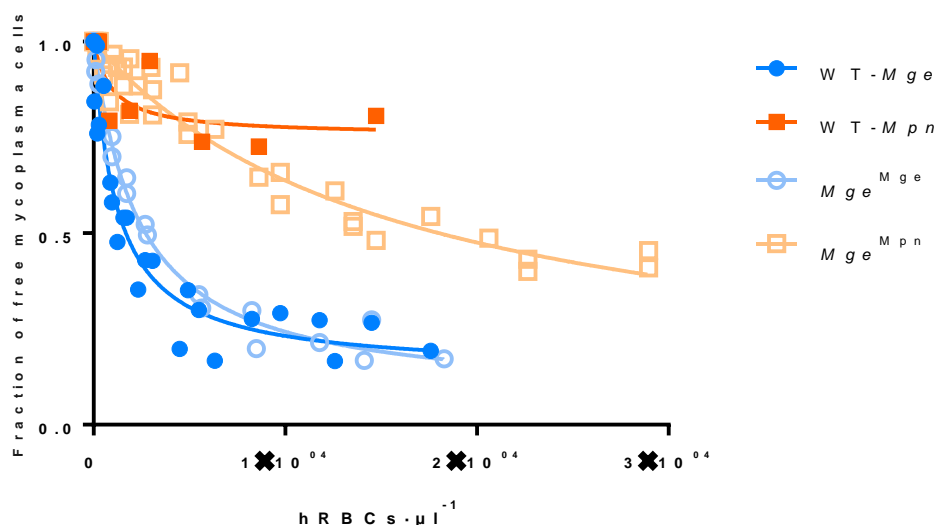 Fraction of free mycoplasma cells
1.0
0.5
0.0
0
1✖10⁰⁴
2✖10⁰⁴
3✖10⁰⁴
hRBCs·µl⁻¹
WT-Mge
WT-Mpn
Mge^Mge
Mge^Mpn